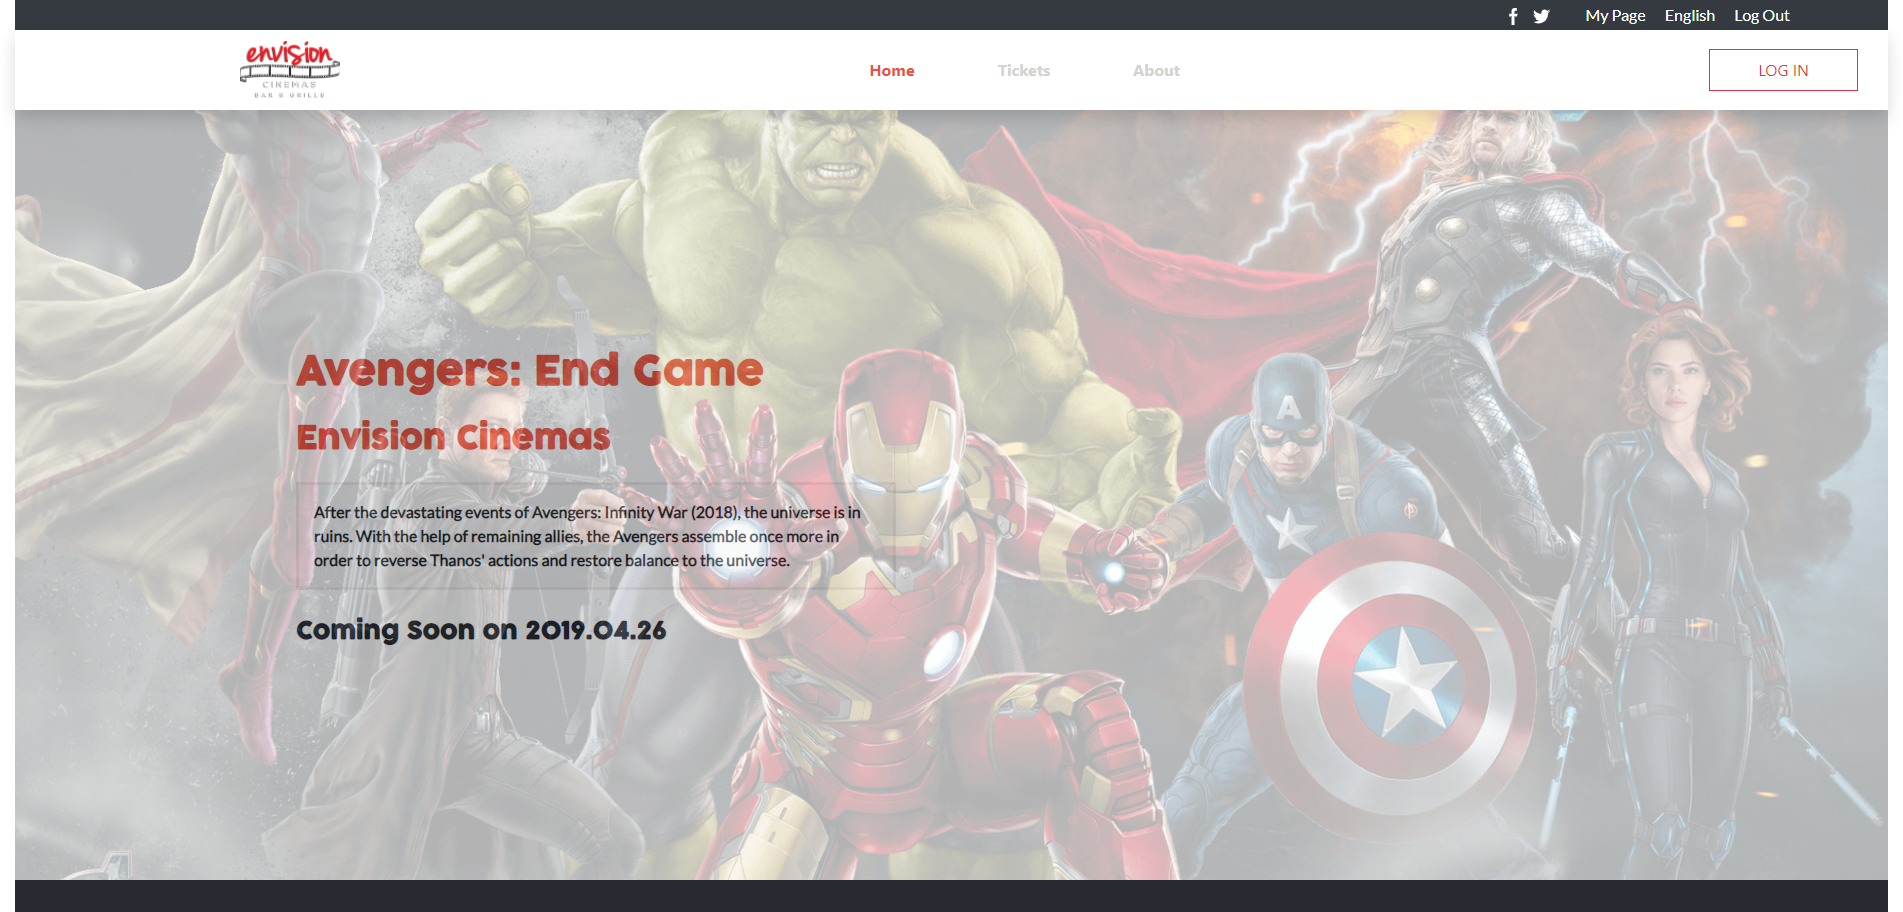 My Page English Log Out
envision
CINEMAS
BAR & GRILLE
Home Tickets About
LOG IN
Avengers: End Game
Envision Cinemas
After the devastating events of Avengers: Infinity War (2018), the universe is in
ruins. With the help of remaining allies, the Avengers assemble once more in
order to reverse Thanos' actions and restore balance to the universe.
Coming Soon on 2019.04.26
A